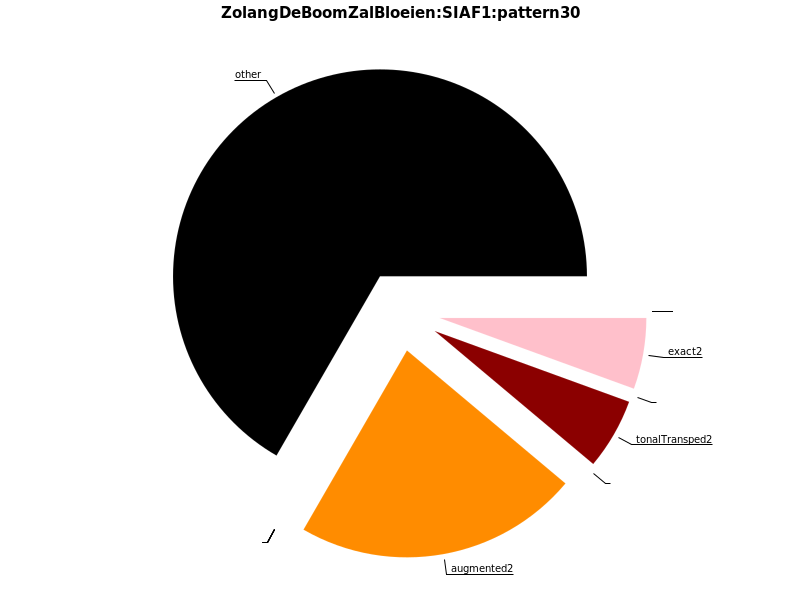 ZolangDeBoomZalBloeien:SIAF1:pattern30
other
exact2
tonalTransped2
augmented2